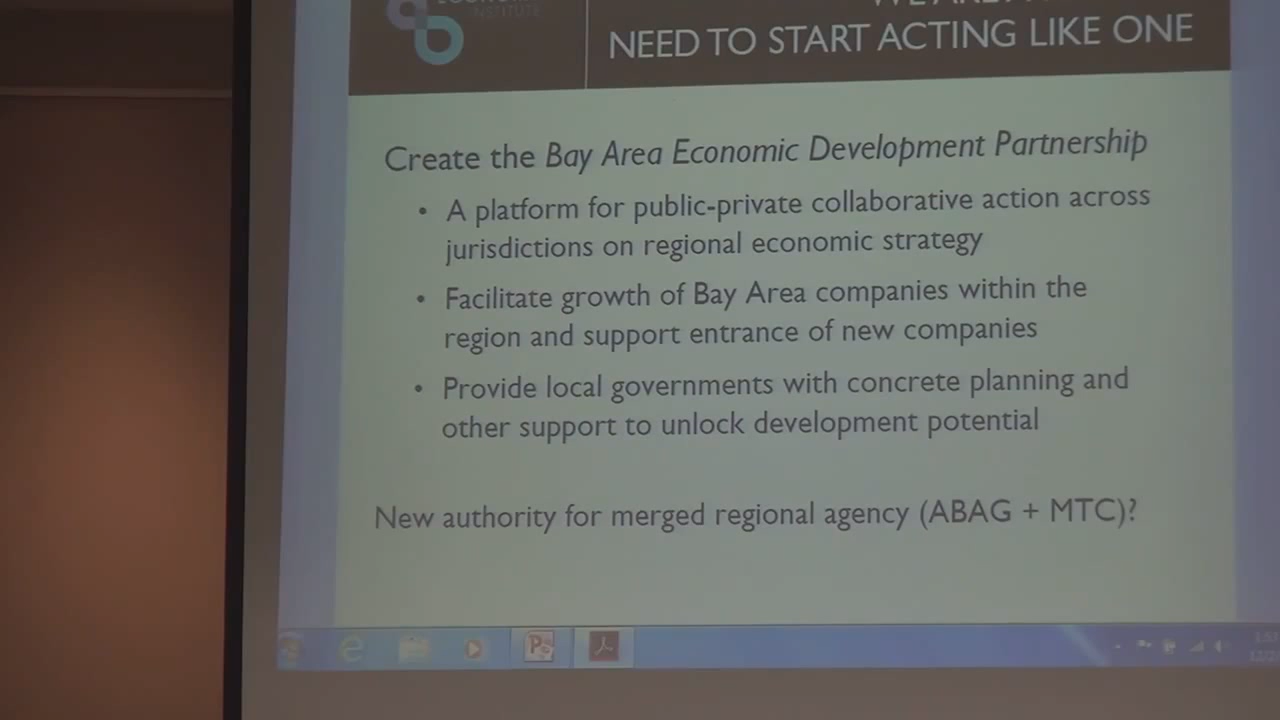 INSTITUTE
NEED TO START ACTING LIKE ONE
Create the Bay Area Economic Development Partnership
• A platform for public-private collaborative action across
jurisdictions on regional economic strategy
• Facilitate growth of Bay Area companies within the
region and support entrance of new companies
• Provide local governments with concrete planning and
other support to unlock development potential
New authority for merged regional agency (ABAG + MTC)?